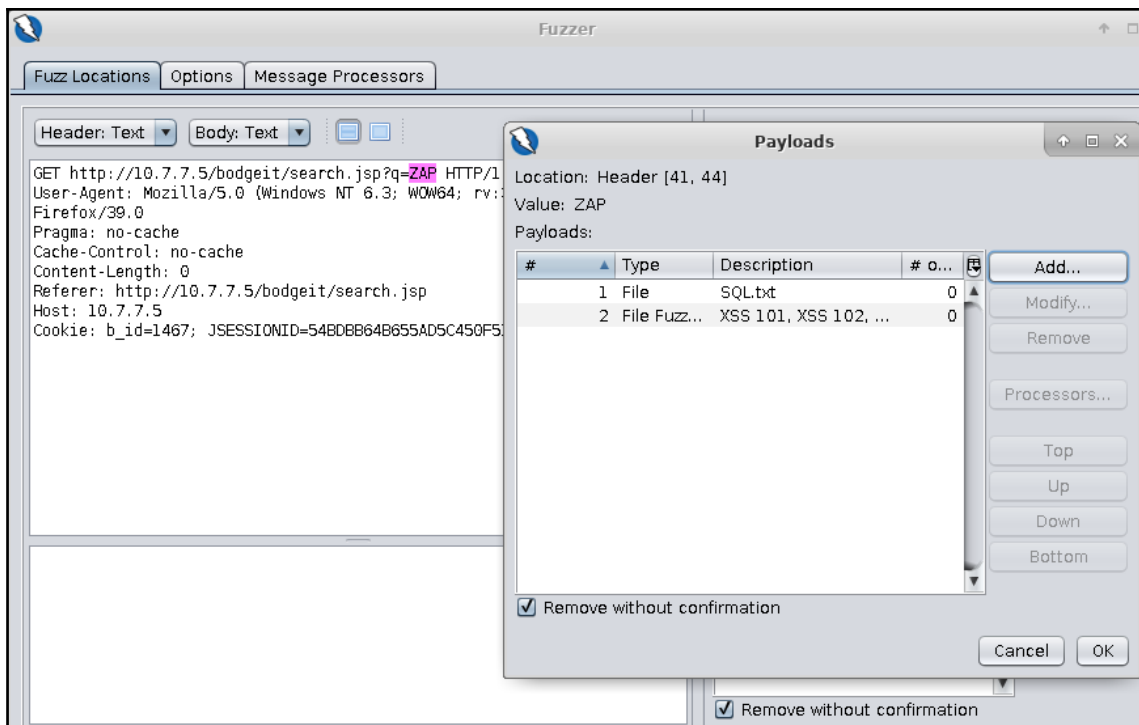 Fuzzer
Fuzz Locations Options Message Processors
Header: Text Body: Text
GET http://10.7.7.5/bodgeit/search.jsp?q=ZAP HTTP/1
User-Agent: Mozilla/5.0 (Windows NT 6.3; WOW64; rv:
Firefox/39.0
Pragma: no-cache
Cache-Control: no-cache
Content-Length: 0
Referer: http://10.7.7.5/bodgeit/search.jsp
Host: 10.7.7.5
Cookie: b_id=1467; JSESSIONID=54BDBB64B655AD5C450F5
Payloads
Location: Header [41, 44]
Value: ZAP
Payloads:
# Type Description # o...
1 File SQL.txt 0
2 File Fuzz... XSS 101, XSS 102, ... 0
Add...
Modify...
Remove
Processors...
Top
Up
Down
Bottom
Remove without confirmation
Cancel OK
Remove without confirmation